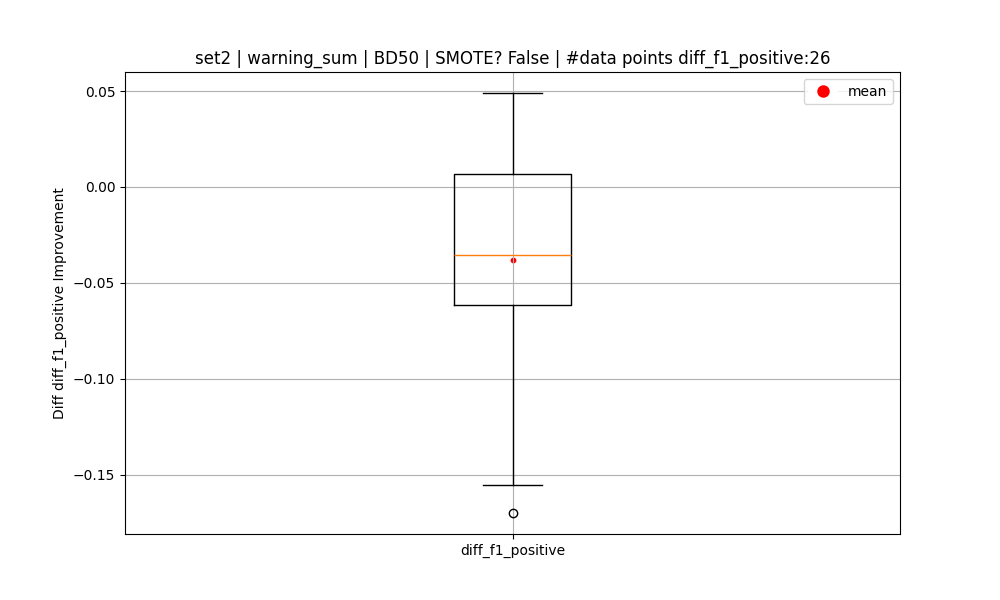 set2 | warning_sum | BD50 | SMOTE? False | #data points diff_f1_positive:26
mean
0.05
0.00
−0.05
−0.10
−0.15
Diff diff_f1_positive Improvement
diff_f1_positive